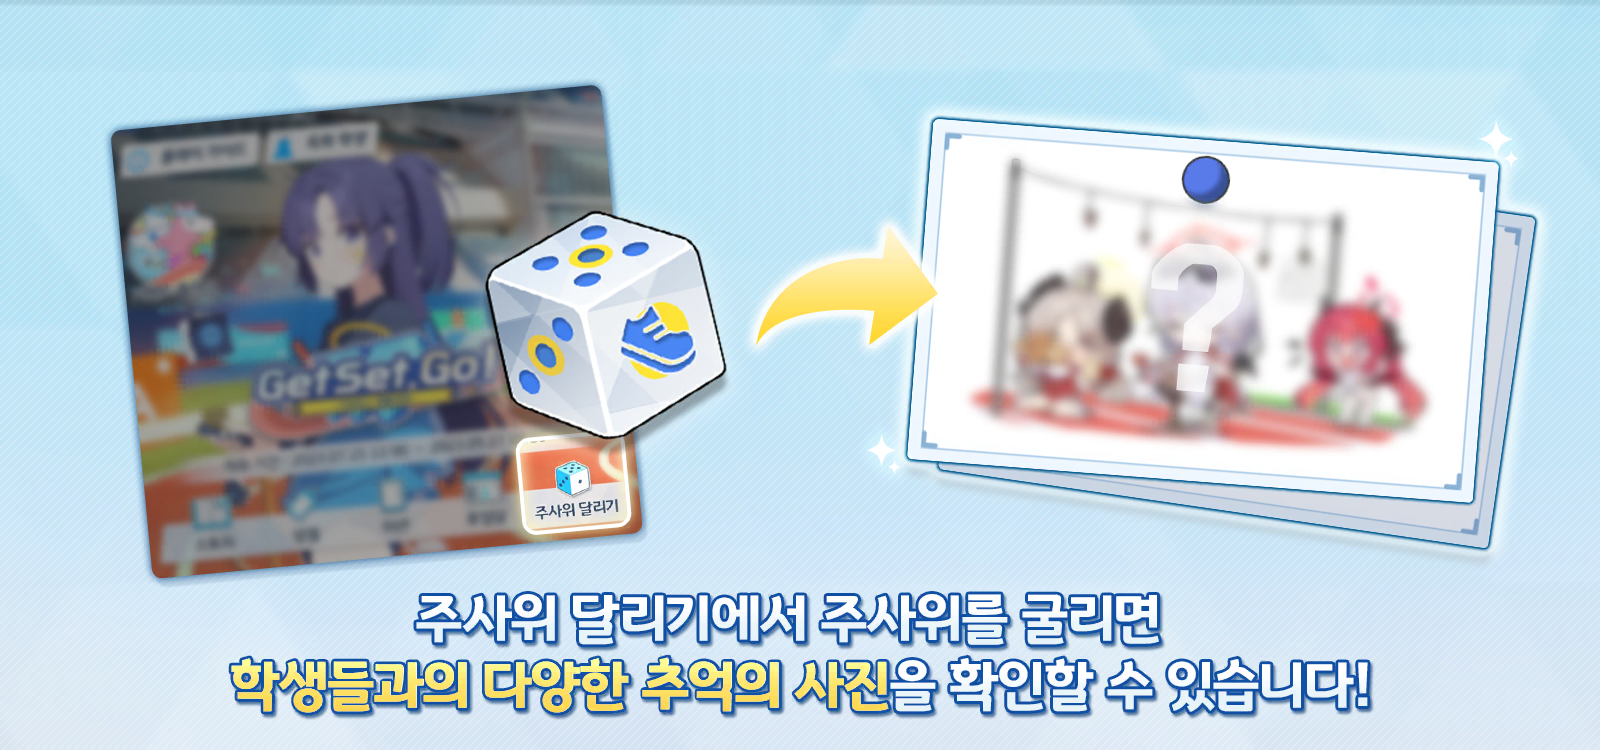 GetSet, Go!
주사위 달리기
?
주사위 달리기에서 주사위를 굴리면
학생들과의 다양한 추억의 사진을 확인할 수 있습니다!